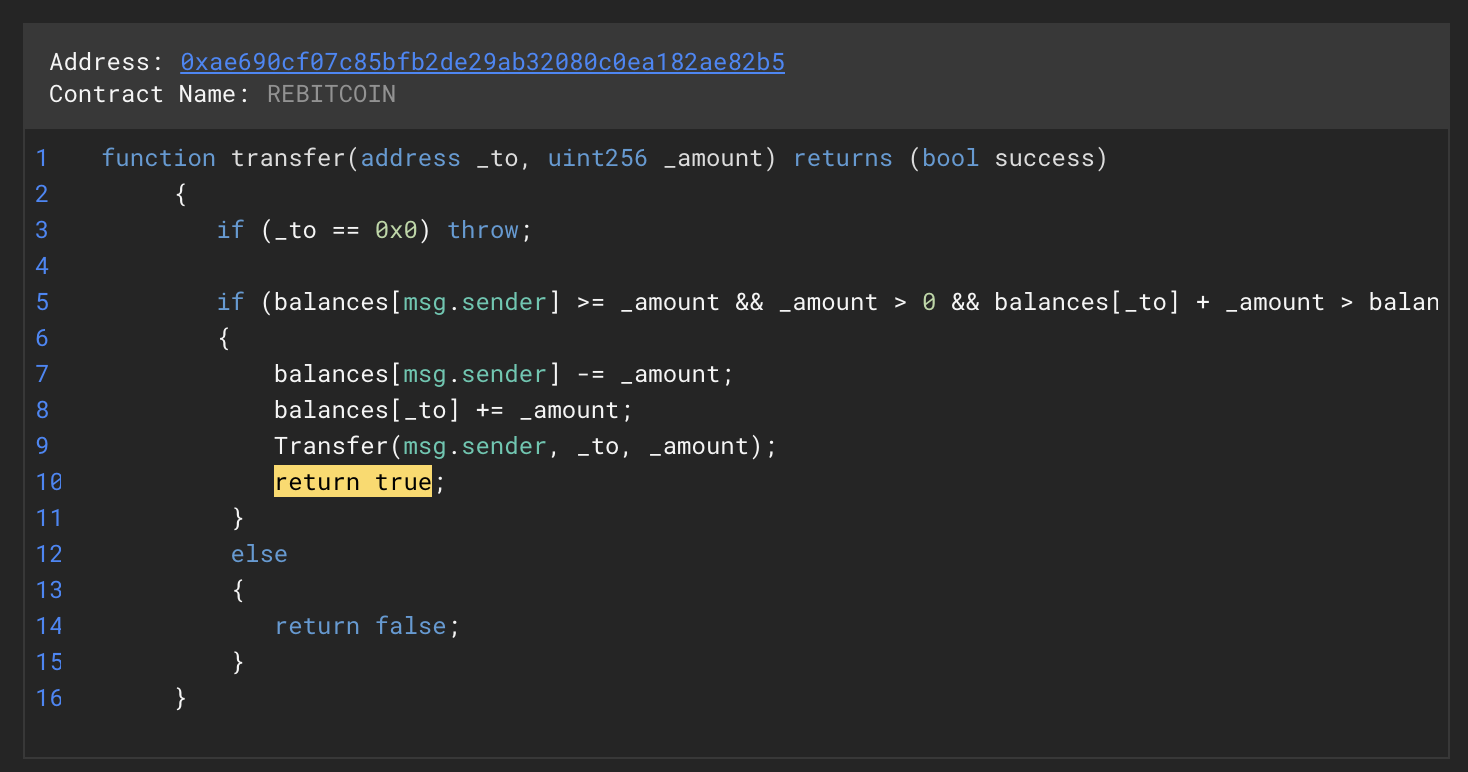 Address: 0xae690cf07c85bfb2de29ab32080c0ea182ae82b5
Contract Name: REBITCOIN
1 function transfer(address _to, uint256 _amount) returns (bool success)
2 {
3 if (_to == 0x0) throw;
4
5 if (balances[msg.sender] >= _amount && _amount > 0 && balances[_to] + _amount > balan
6 {
7 balances[msg.sender] -= _amount;
8 balances[_to] += _amount;
9 Transfer(msg.sender, _to, _amount);
10 return true;
11 }
12 else
13 {
14 return false;
15 }
16 }